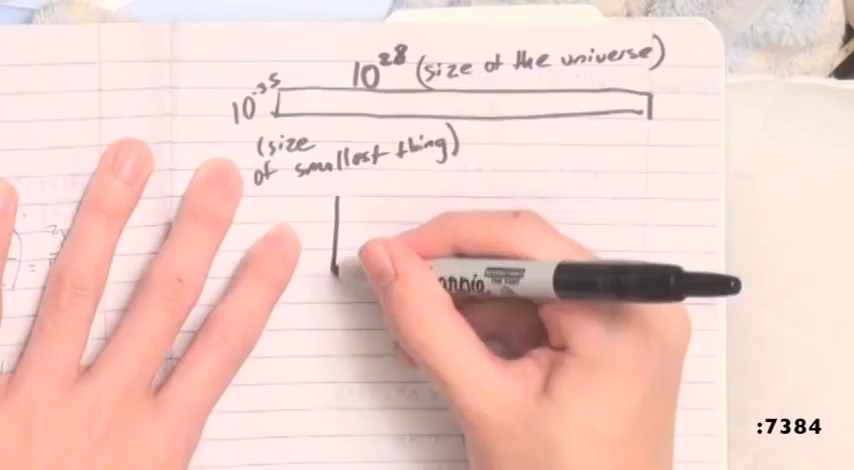 10^28 (size of the universe)
10^-35
(size
of smallest thing)
:7384